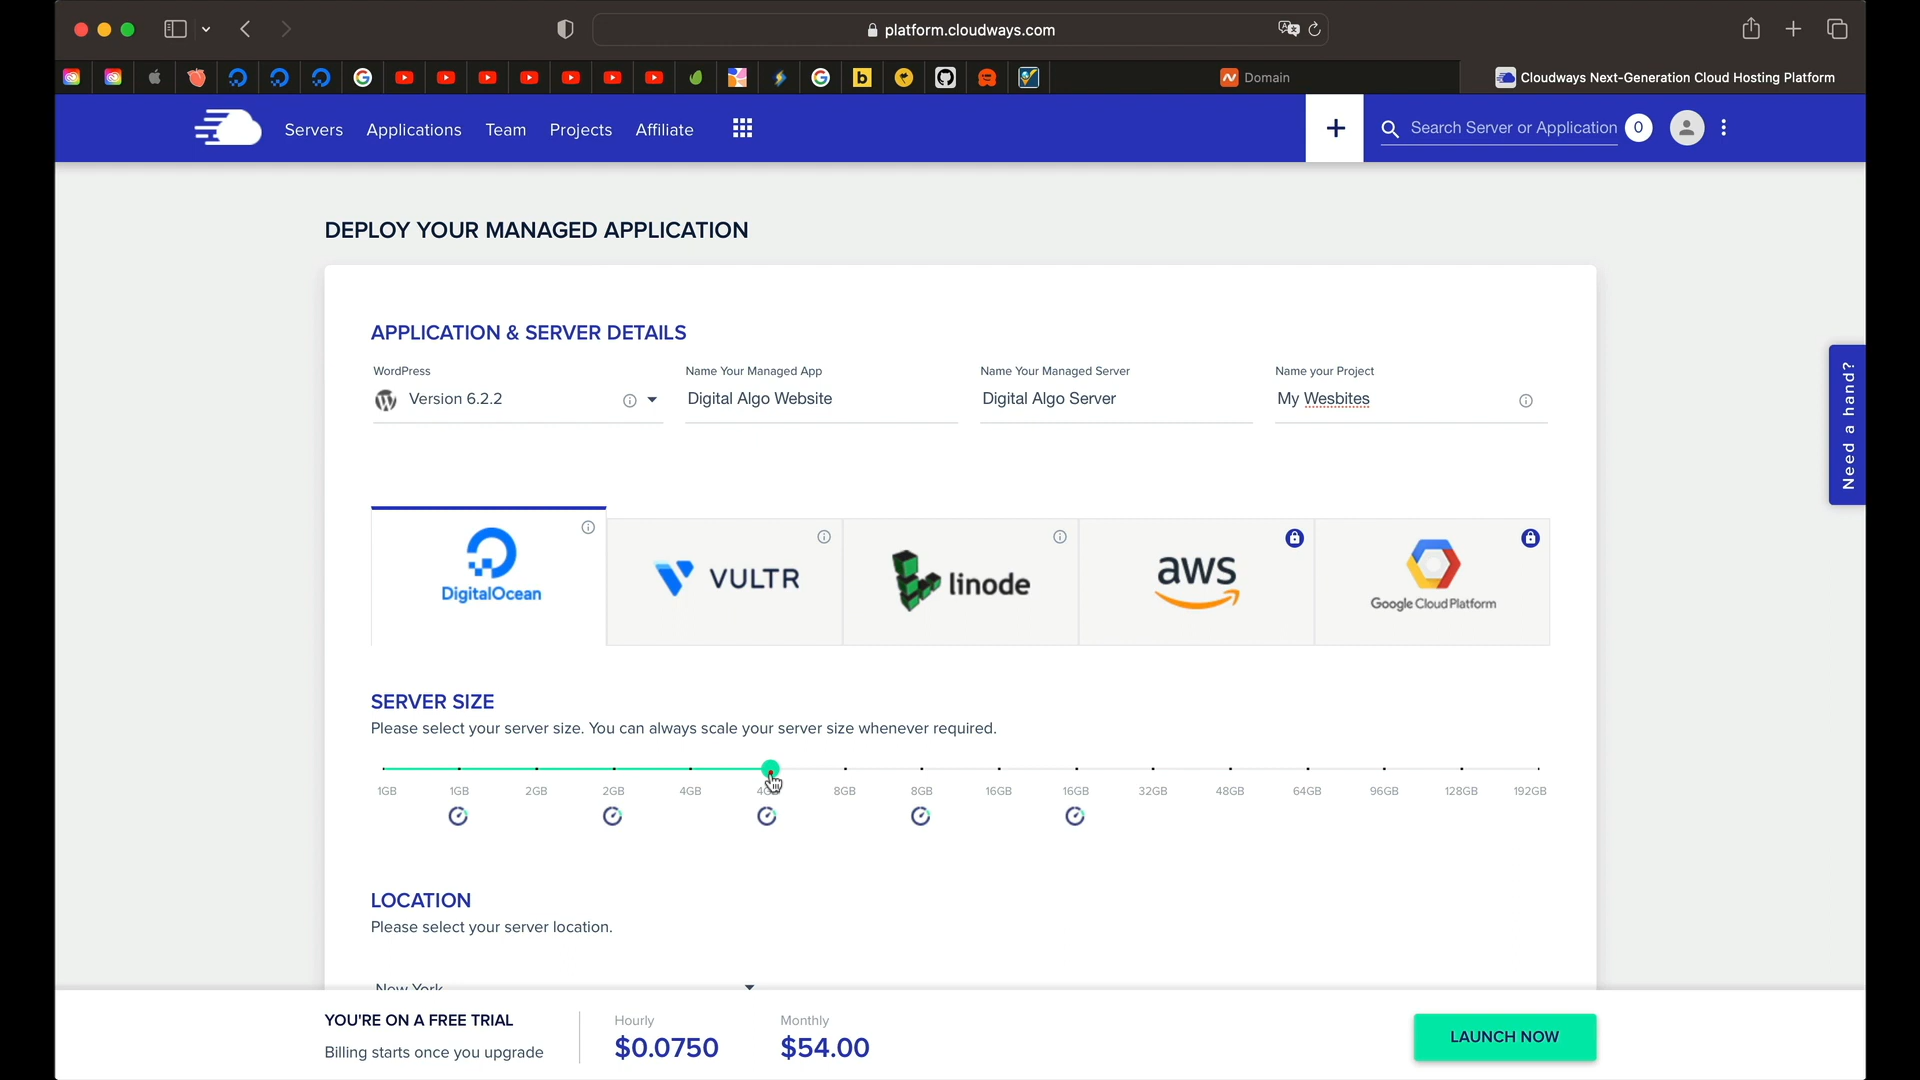 platform.cloudways.com
Domain
Cloudways Next-Generation Cloud Hosting Platform
Servers
Applications
Team
Projects
Affiliate
+
Search Server or Application
0
DEPLOY YOUR MANAGED APPLICATION
Need a hand?
APPLICATION & SERVER DETAILS
WordPress
Version 6.2.2
Name Your Managed App
Digital Algo Website
Name Your Managed Server
Digital Algo Server
Name your Project
My Wesbites
DigitalOcean
VULTR
linode
aws
Google Cloud Platform
SERVER SIZE
Please select your server size. You can always scale your server size whenever required.
1GB 1GB 2GB 2GB 4GB 4GB 8GB 8GB 16GB 16GB 32GB 48GB 64GB 96GB 128GB 192GB
LOCATION
Please select your server location.
New York
YOU'RE ON A FREE TRIAL
Billing starts once you upgrade
Hourly
$0.0750
Monthly
$54.00
LAUNCH NOW